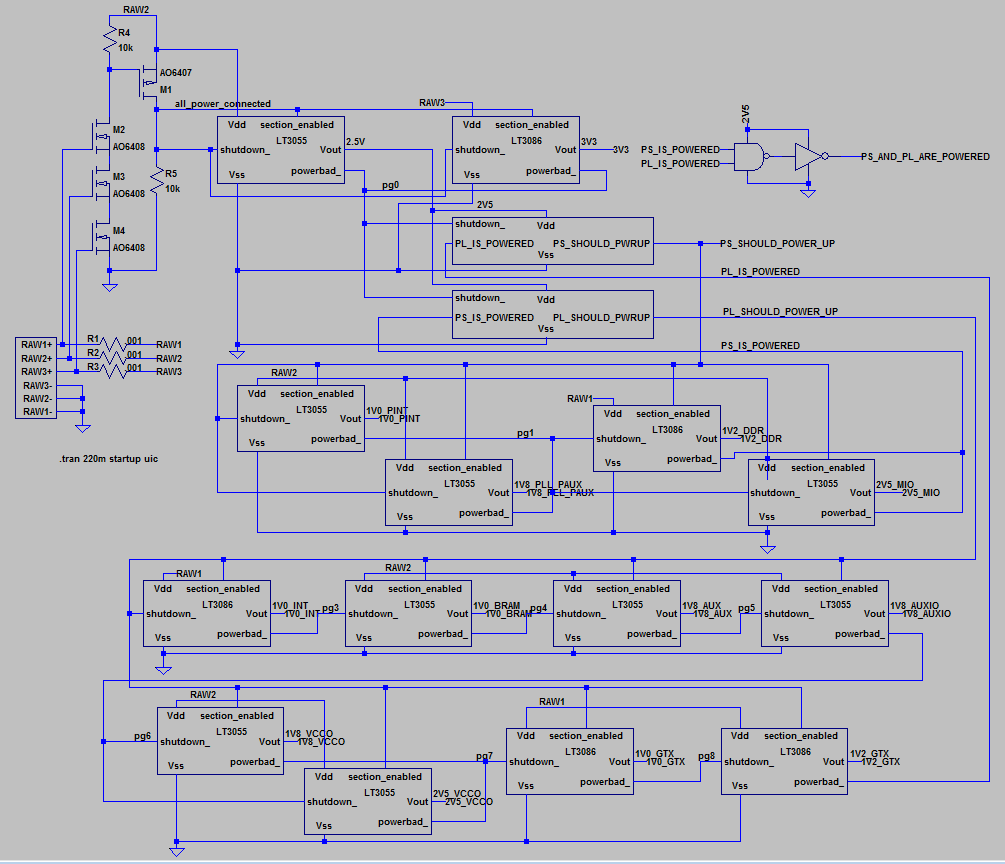 RAW2
R4
10k
AO6407
M1
all_power_connected
RAW3
M2
AO6408
M3
AO6408
M4
AO6408
R5
10k
Vdd section_enabled
LT3055
shutdown_ Vout
powerbad_
Vss
2.5V
pg0
Vdd section_enabled
LT3086
shutdown_ Vout
powerbad_
Vss
3V3
3V3
2V5
PS_IS_POWERED
PL_IS_POWERED
PS_AND_PL_ARE_POWERED
2V5
shutdown_ Vdd
PL_IS_POWERED PS_SHOULD_PWRUP
Vss
PS_SHOULD_POWER_UP
PL_IS_POWERED
shutdown_ Vdd
PS_IS_POWERED PL_SHOULD_PWRUP
Vss
PL_SHOULD_POWER_UP
PS_IS_POWERED
RAW1+ R1 .001 RAW1
RAW2+ R2 .001 RAW2
RAW3+ R3 .001 RAW3
RAW3-
RAW2-
RAW1-
.tran 220m startup uic
RAW2
Vdd section_enabled
LT3055
shutdown_ Vout
powerbad_
Vss
1V0_PINT
1V0_PINT
pg1
RAW1
Vdd section_enabled
LT3086
shutdown_ Vout
powerbad_
Vss
1V2_DDR
1V2_DDR
Vdd section_enabled
LT3055
shutdown_ Vout
powerbad_
Vss
1V8_PLL_PAUX
1V8_PLL_PAUX
Vdd section_enabled
LT3055
shutdown_ Vout
powerbad_
Vss
2V5_MIO
2V5_MIO
RAW1
Vdd section_enabled
LT3086
shutdown_ Vout
powerbad_
Vss
1V0_INT
1V0_INT
pg3
RAW2
Vdd section_enabled
LT3055
shutdown_ Vout
powerbad_
Vss
1V0_BRAM
1V0_BRAM
pg4
Vdd section_enabled
LT3055
shutdown_ Vout
powerbad_
Vss
1V8_AUX
1V8_AUX
pg5
Vdd section_enabled
LT3055
shutdown_ Vout
powerbad_
Vss
1V8_AUXIO
1V8_AUXIO
RAW2
pg6
Vdd section_enabled
LT3055
shutdown_ Vout
powerbad_
Vss
1V8_VCCO
1V8_VCCO
Vdd section_enabled
LT3055
shutdown_ Vout
powerbad_
Vss
2V5_VCCO
2V5_VCCO
pg7
RAW1
Vdd section_enabled
LT3086
shutdown_ Vout
powerbad_
Vss
1V0_GTX
1V0_GTX
pg8
Vdd section_enabled
LT3086
shutdown_ Vout
powerbad_
Vss
1V2_GTX
1V2_GTX